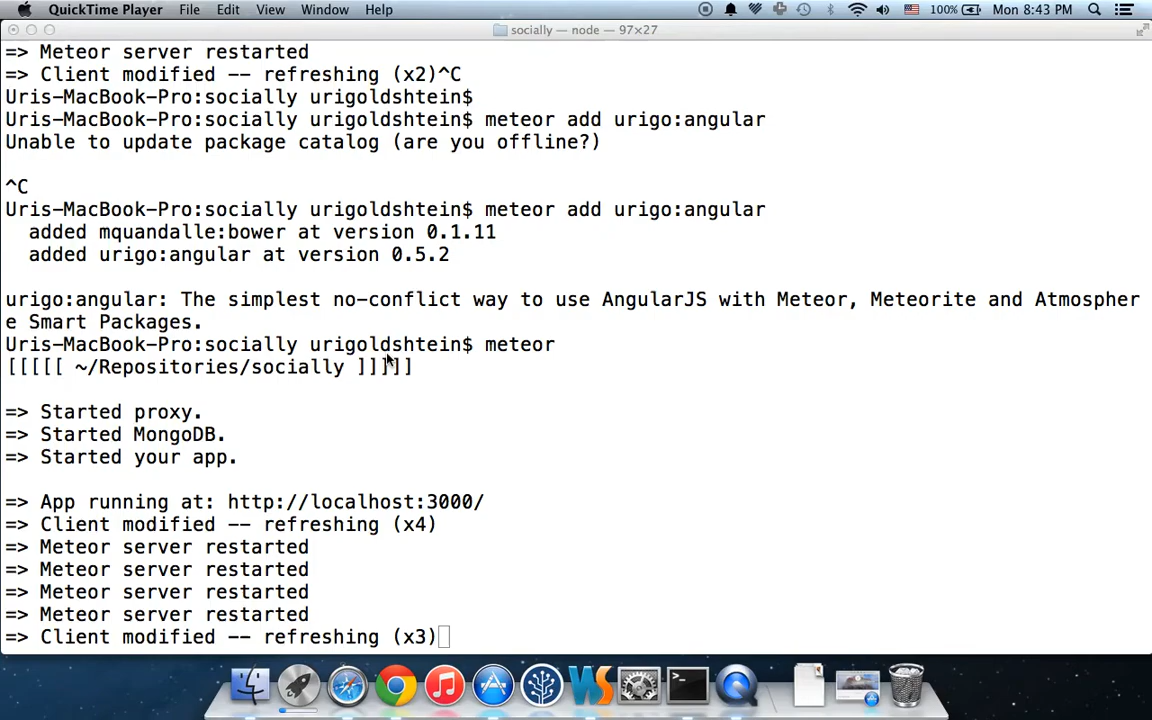 QuickTime Player File Edit View Window Help 100% Mon 8:43 PM
socially — node — 97×27
=> Meteor server restarted
=> Client modified -- refreshing (x2)^C
Uris-MacBook-Pro:socially urigoldshtein$
Uris-MacBook-Pro:socially urigoldshtein$ meteor add urigo:angular
Unable to update package catalog (are you offline?)
^C
Uris-MacBook-Pro:socially urigoldshtein$ meteor add urigo:angular
added mquandalle:bower at version 0.1.11
added urigo:angular at version 0.5.2
urigo:angular: The simplest no-conflict way to use AngularJS with Meteor, Meteorite and Atmospher
e Smart Packages.
Uris-MacBook-Pro:socially urigoldshtein$ meteor
[[[[[ ~/Repositories/socially ]]]]]
=> Started proxy.
=> Started MongoDB.
=> Started your app.
=> App running at: http://localhost:3000/
=> Client modified -- refreshing (x4)
=> Meteor server restarted
=> Meteor server restarted
=> Meteor server restarted
=> Meteor server restarted
=> Client modified -- refreshing (x3)
WS >_